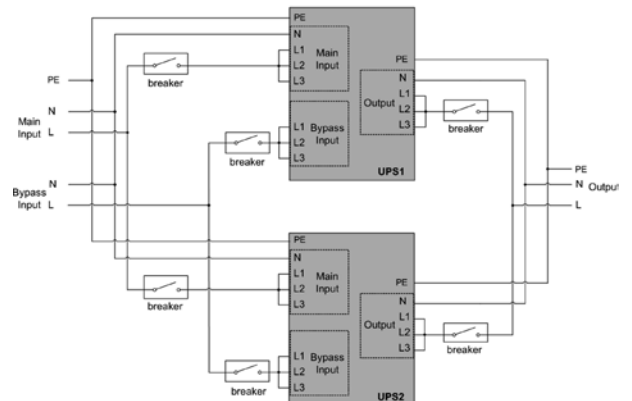 PE
N
L1
L2
L3
Main
Input
breaker
PE
N
Main
Input
L
Bypass
Input
N
L
L1
L2
L3
Bypass
Input
breaker
PE
N
L1
L2
L3
Output
breaker
UPS1
PE
N
Output
L
PE
N
L1
L2
L3
Main
Input
breaker
L1
L2
L3
Bypass
Input
breaker
PE
N
L1
L2
L3
Output
breaker
UPS2